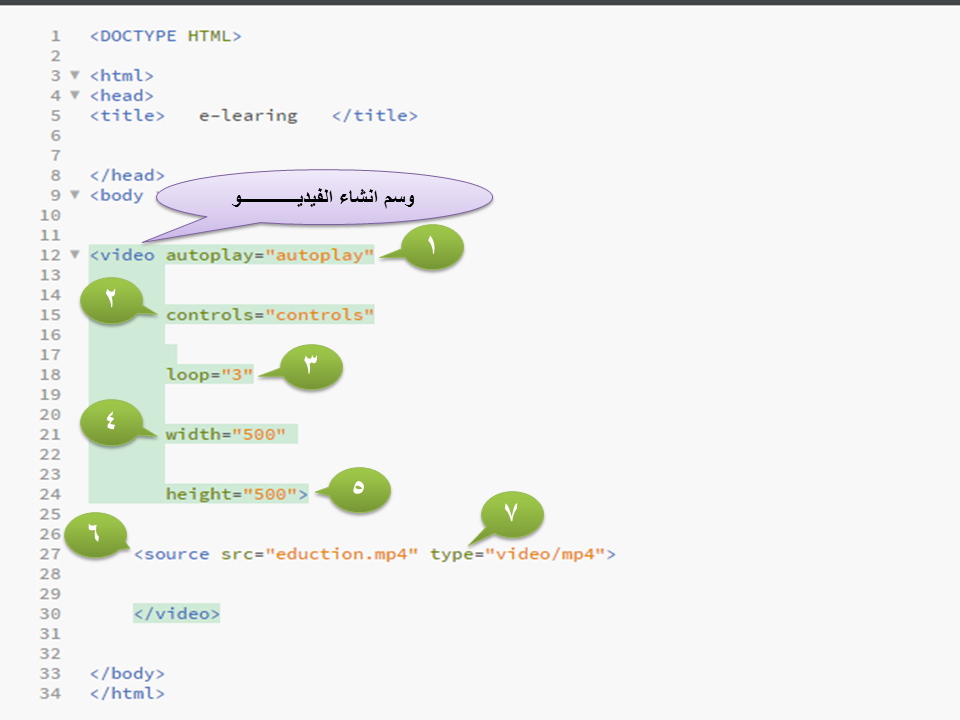 1 <DOCTYPE HTML>
2
3 <html>
4 <head>
5 <title> e-learing </title>
6
7
8 </head>
9 <body
وسم انشاء الفيديـــــــــــو
10
11
12 <video autoplay="autoplay" ١
13
14
٢
15 controls="controls"
16
17
18 loop="3" ٣
19
20
٤
21 width="500"
22
23
24 height="500"> ٥
25
26
٦ ٧
27 <source src="eduction.mp4" type="video/mp4">
28
29
30 </video>
31
32
33 </body>
34 </html>